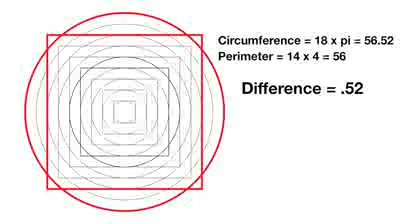 Circumference = 18 x pi = 56.52
Perimeter = 14 x 4 = 56
Difference = .52